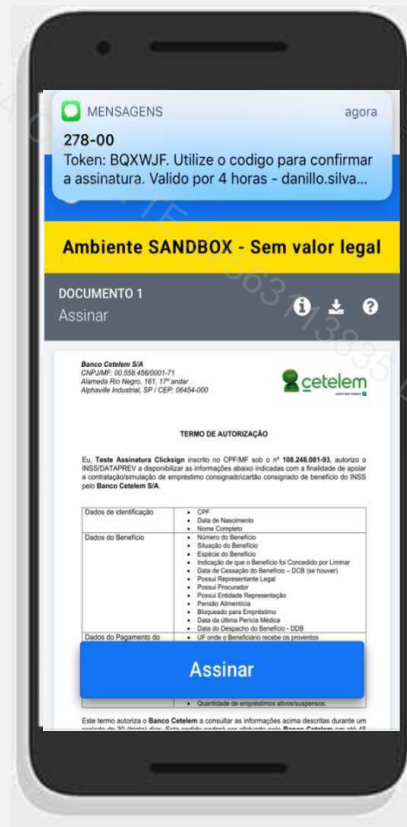 MENSAGENS
agora
278-00
Token: BQXWJF. Utilize o codigo para confirmar
a assinatura. Valido por 4 horas - danillo.silva...
Ambiente SANDBOX - Sem valor legal
DOCUMENTO 1
Assinar
Banco Cetelem S/A
CNPJ/MF: 00.558.456/0001-71
Alameda Rio Negro, 161, 17º andar
Alphaville Industrial, SP / CEP: 06454-000
cetelem
TERMO DE AUTORIZAÇÃO
Eu, Teste Assinatura Clicksign inscrito no CPF/MF sob o nº 108.248.081-93, autorizo o
INSS/DATAPREV a disponibilizar as informações abaixo indicadas com a finalidade de apoiar
a contratação/simulação de empréstimo consignado/cartão consignado de benefício do INSS
pelo Banco Cetelem S/A.
Dados de identificação
• CPF
• Data de Nascimento
• Nome Completo
Dados do Benefício
• Número do Benefício
• Situação do Benefício
• Espécie do Benefício
• Indicação de que o Benefício foi Concedido por Liminar
• Data de Cessação do Benefício – DCB (se houver)
• Possui Representante Legal
• Possui Procurador
• Possui Entidade Representação
• Pensão Alimentícia
• Bloqueado para Empréstimo
• Data da última Perícia Médica
• Data do Despacho do Benefício - DDB
Dados do Pagamento do
• UF onde o Beneficiário recebe os proventos
Assinar
• Quantidade de empréstimos ativos/suspensos.
Este termo autoriza o Banco Cetelem a consultar as informações acima descritas durante um